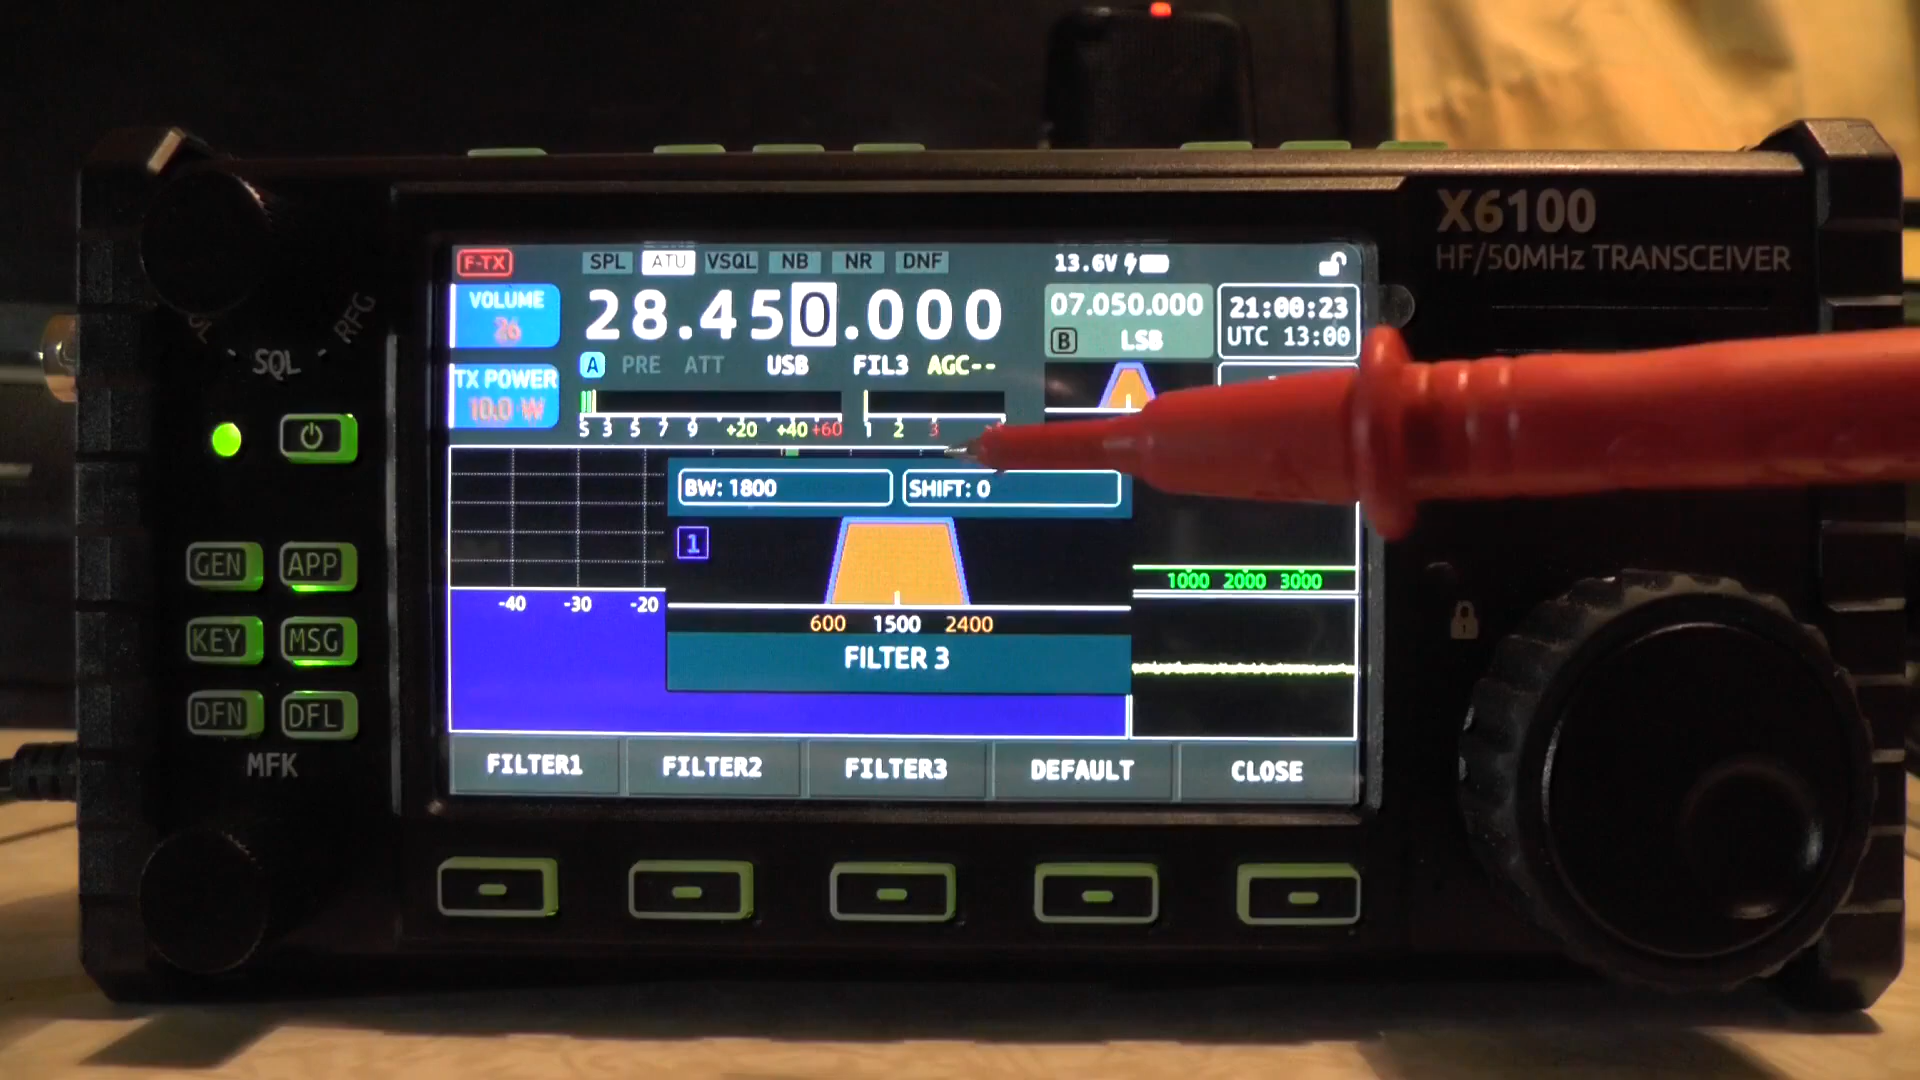 X6100
HF/50MHz TRANSCEIVER
F-TX SPL ATU VSQL NB NR DNF 13.6V
VOLUME
26
28.450.000
07.050.000
B LSB
21:00:23
UTC 13:00
A PRE ATT USB FIL3 AGC--
TX POWER
10.0 W
S 3 5 7 9 +20 +40 +60 1 2 3
BW: 1800 SHIFT: 0
1
-40 -30 -20
600 1500 2400
1000 2000 3000
FILTER 3
FILTER1 FILTER2 FILTER3 DEFAULT CLOSE
SQL RFG
GEN APP
KEY MSG
DFN DFL
MFK